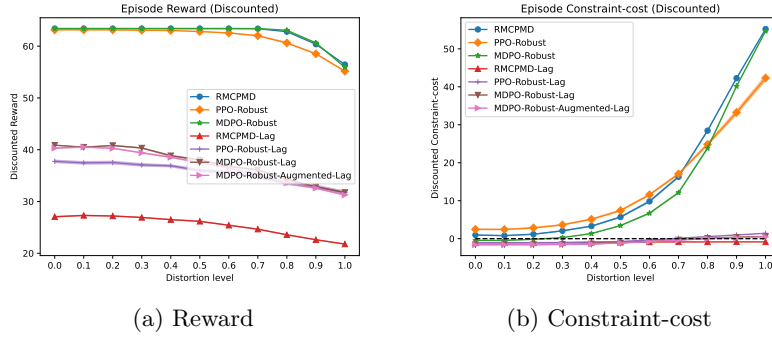 Episode Reward (Discounted)
Discounted Reward
60
50
40
30
20
RMCPMD
PPO-Robust
MDPO-Robust
RMCPMD-Lag
PPO-Robust-Lag
MDPO-Robust-Lag
MDPO-Robust-Augmented-Lag
0.0 0.1 0.2 0.3 0.4 0.5 0.6 0.7 0.8 0.9 1.0
Distortion level
(a) Reward
Episode Constraint-cost (Discounted)
Discounted Constraint-cost
50
40
30
20
10
0
RMCPMD
PPO-Robust
MDPO-Robust
RMCPMD-Lag
PPO-Robust-Lag
MDPO-Robust-Lag
MDPO-Robust-Augmented-Lag
0.0 0.1 0.2 0.3 0.4 0.5 0.6 0.7 0.8 0.9 1.0
Distortion level
(b) Constraint-cost